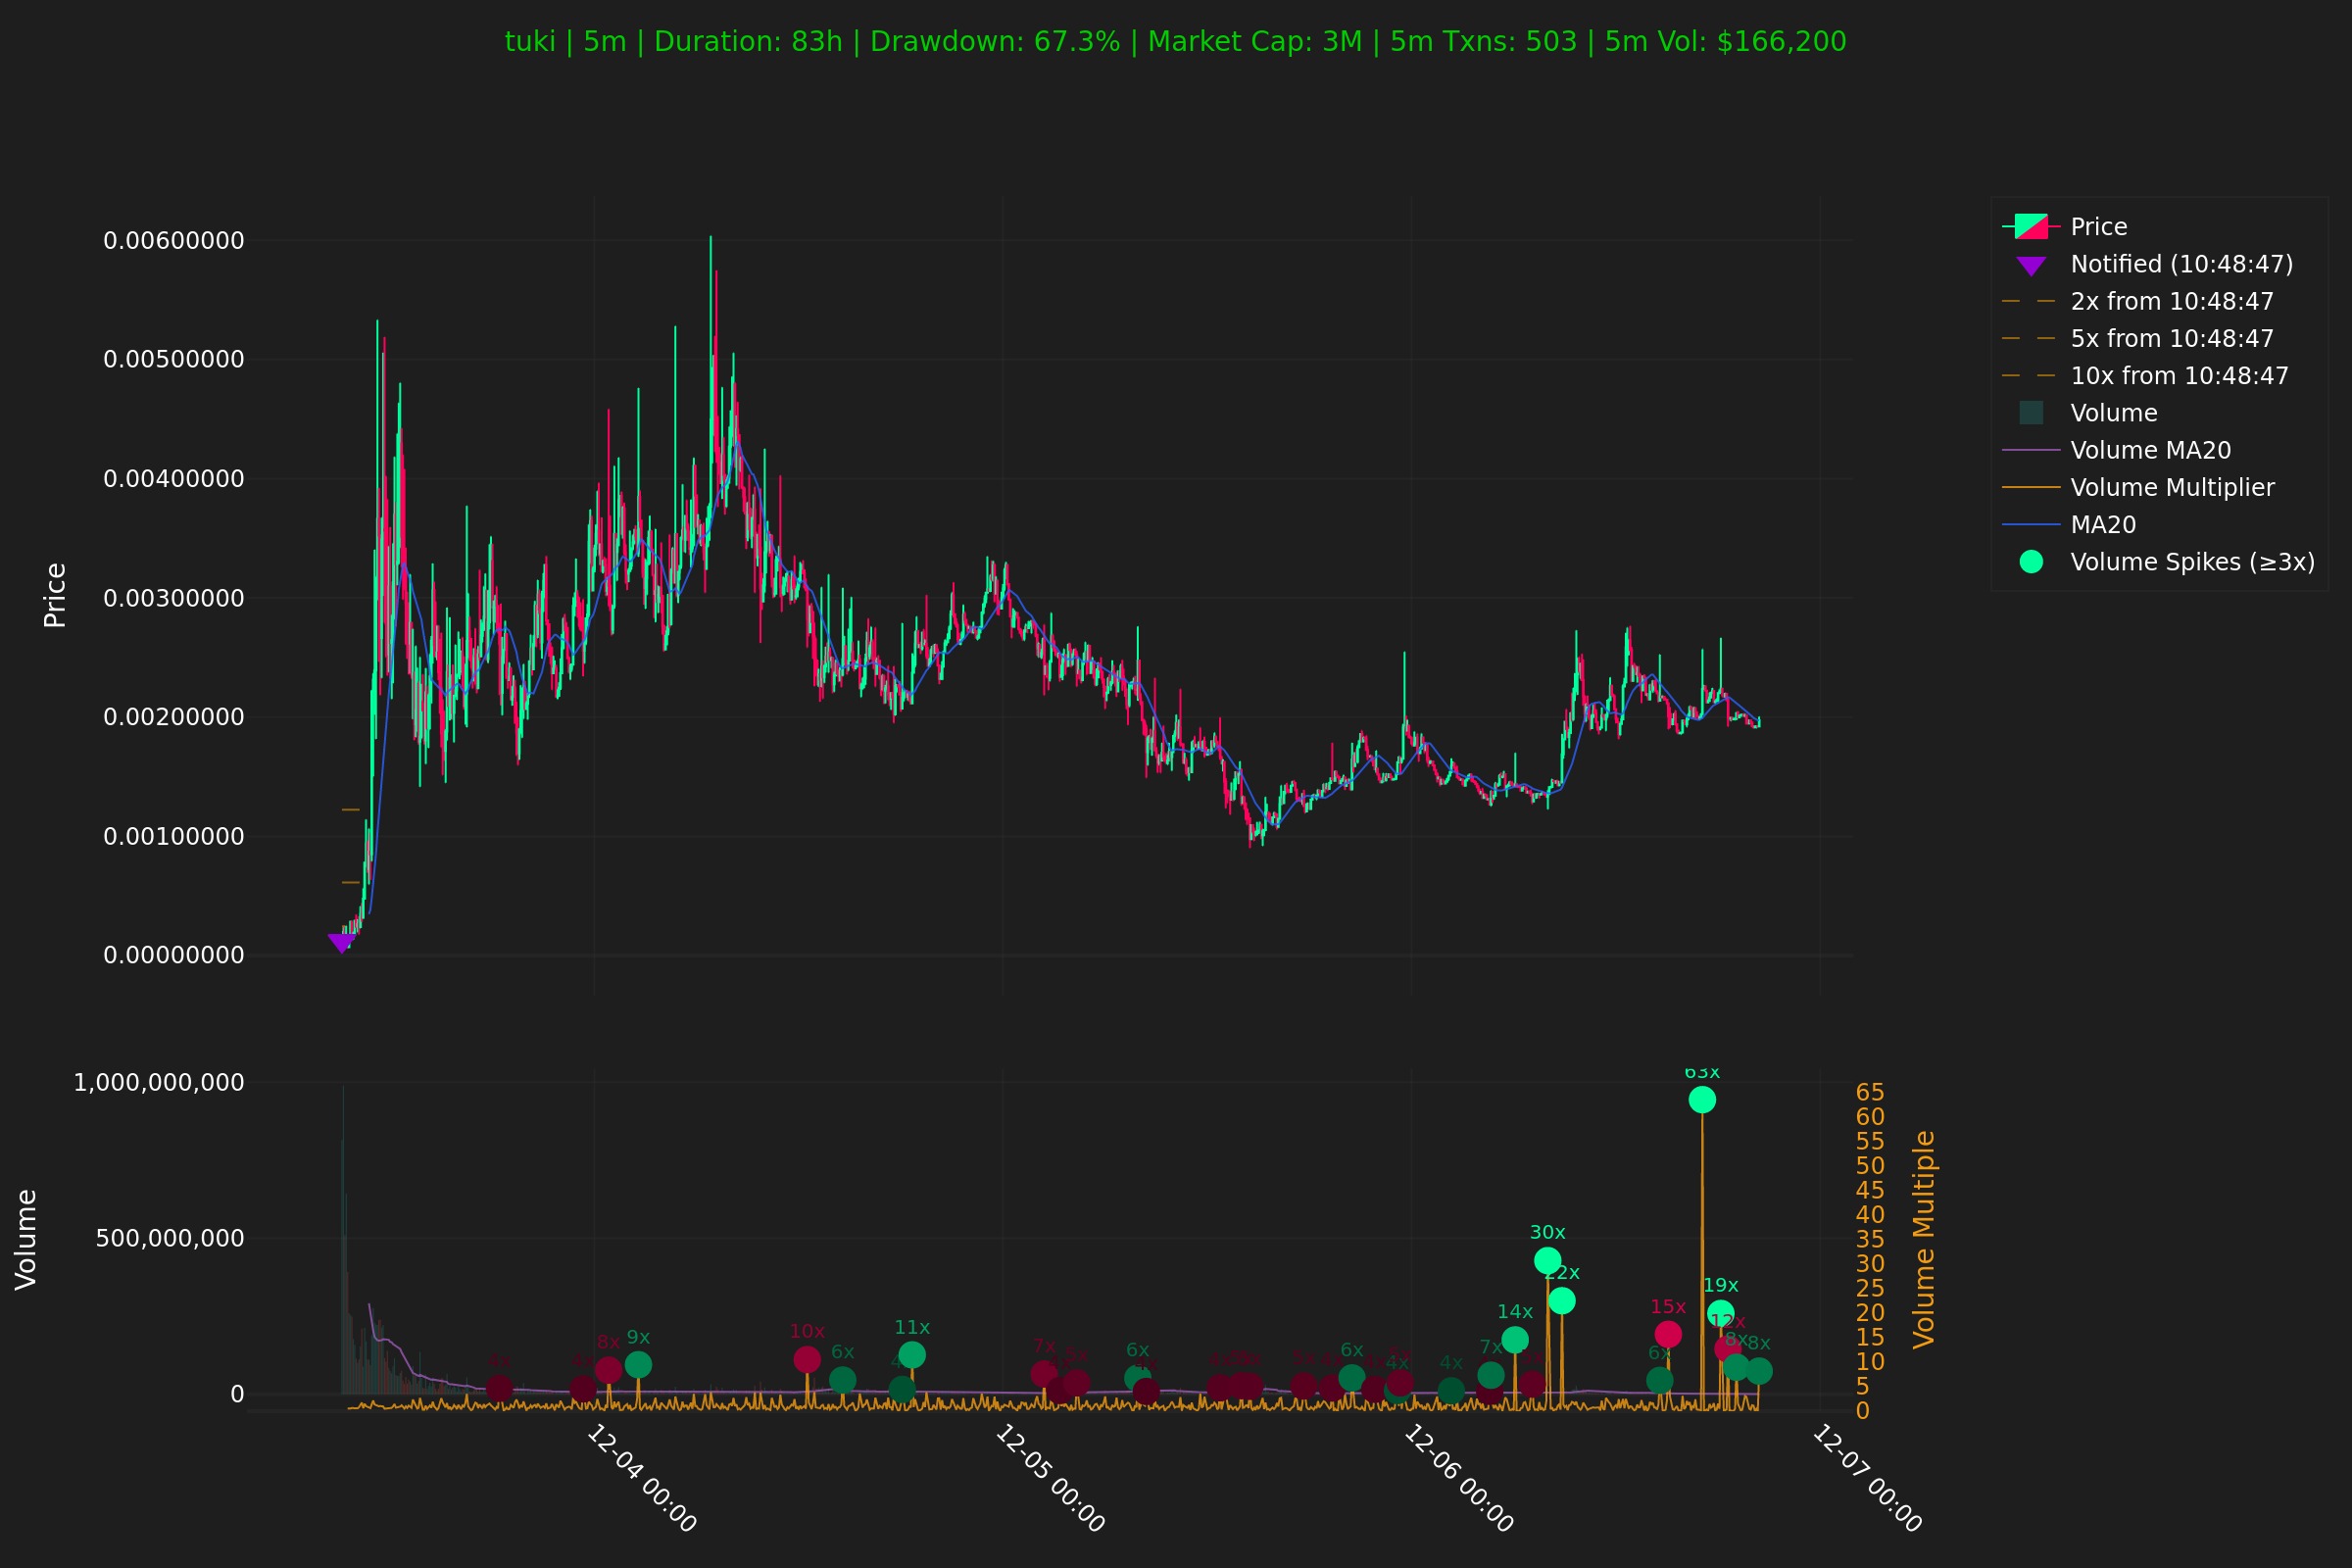 tuki | 5m | Duration: 83h | Drawdown: 67.3% | Market Cap: 3M | 5m Txns: 503 | 5m Vol: $166,200
Price
0.00600000
0.00500000
0.00400000
0.00300000
0.00200000
0.00100000
0.00000000
Price
Notified (10:48:47)
2x from 10:48:47
5x from 10:48:47
10x from 10:48:47
Volume
Volume MA20
Volume Multiplier
MA20
Volume Spikes (≥3x)
Volume
1,000,000,000
500,000,000
0
4x
8x
9x
10x
6x
11x
7x
6x
6x
4x
4x
7x
14x
30x
22x
6x
15x
63x
19x
12x
8x
8x
65
60
55
50
45
40
35
30
25
20
15
10
5
0
Volume Multiple
12-04 00:00
12-05 00:00
12-06 00:00
12-07 00:00